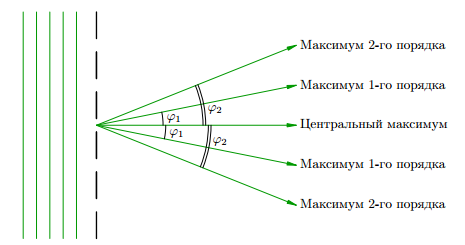 Максимум 2-го порядка
Максимум 1-го порядка
φ₂
φ₁
Центральный максимум
φ₁
φ₂
Максимум 1-го порядка
Максимум 2-го порядка